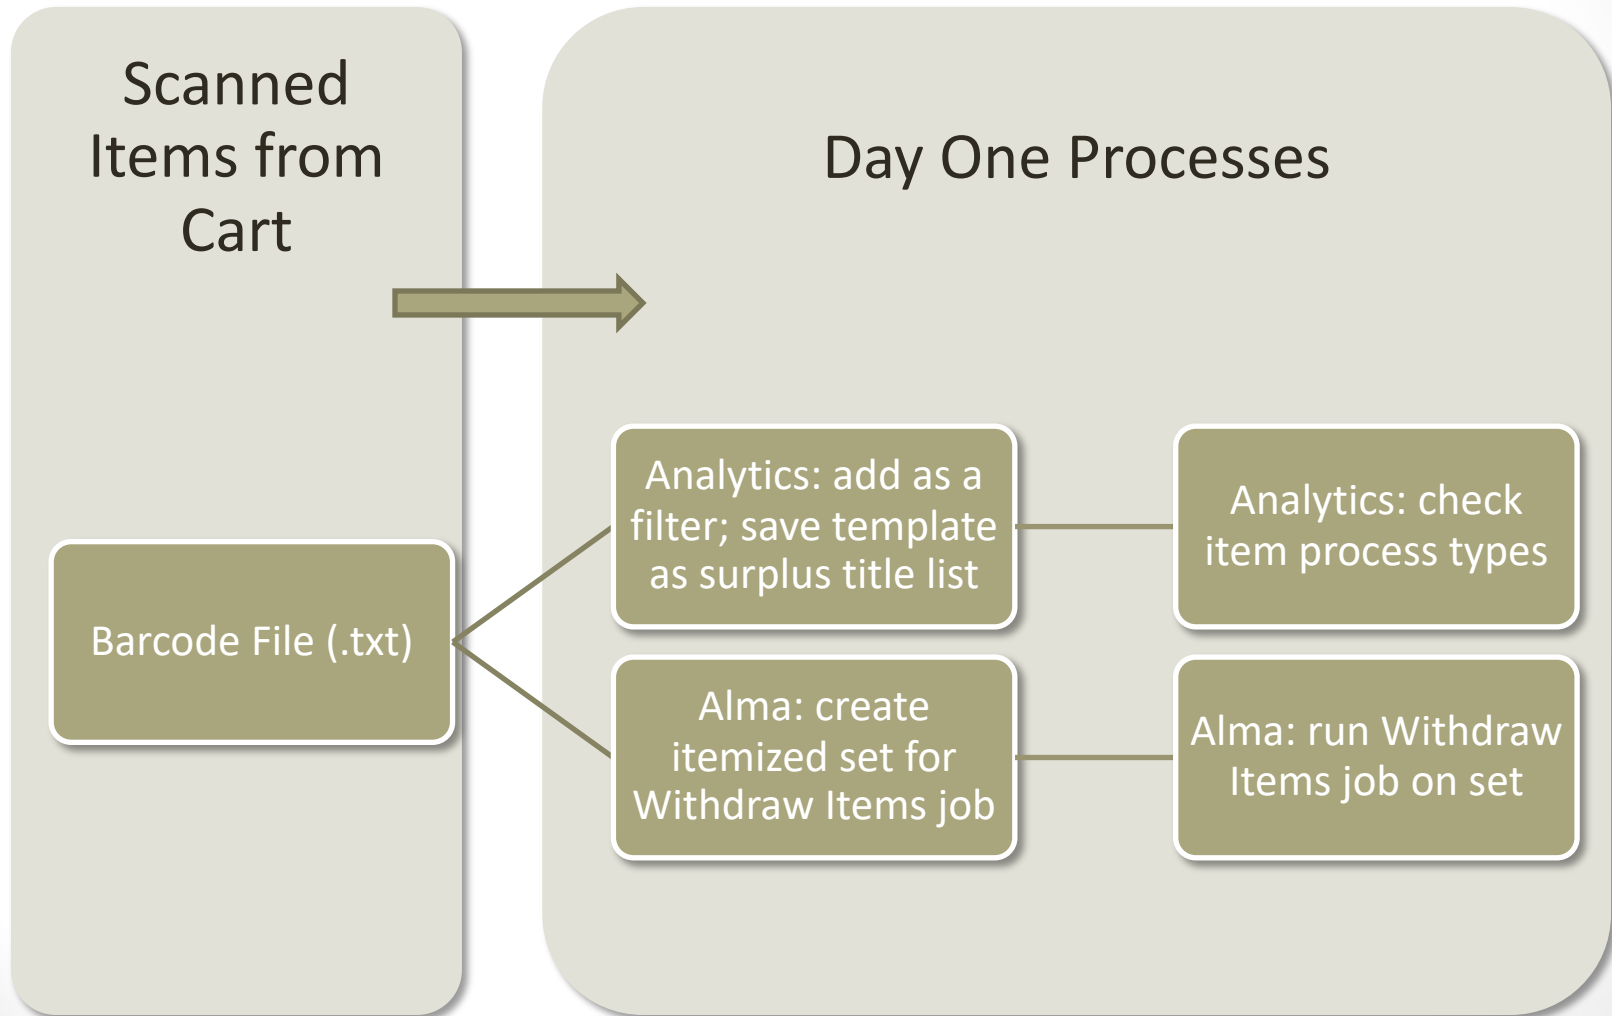 Scanned
Items from
Cart
Day One Processes
Barcode File (.txt)
Analytics: add as a
filter; save template
as surplus title list
Analytics: check
item process types
Alma: create
itemized set for
Withdraw Items job
Alma: run Withdraw
Items job on set